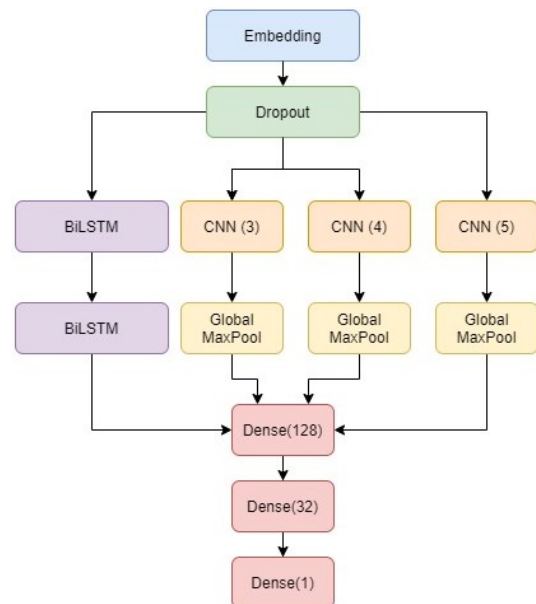 Embedding
Dropout
BiLSTM
CNN (3)
CNN (4)
CNN (5)
BiLSTM
Global
MaxPool
Global
MaxPool
Global
MaxPool
Dense(128)
Dense(32)
Dense(1)